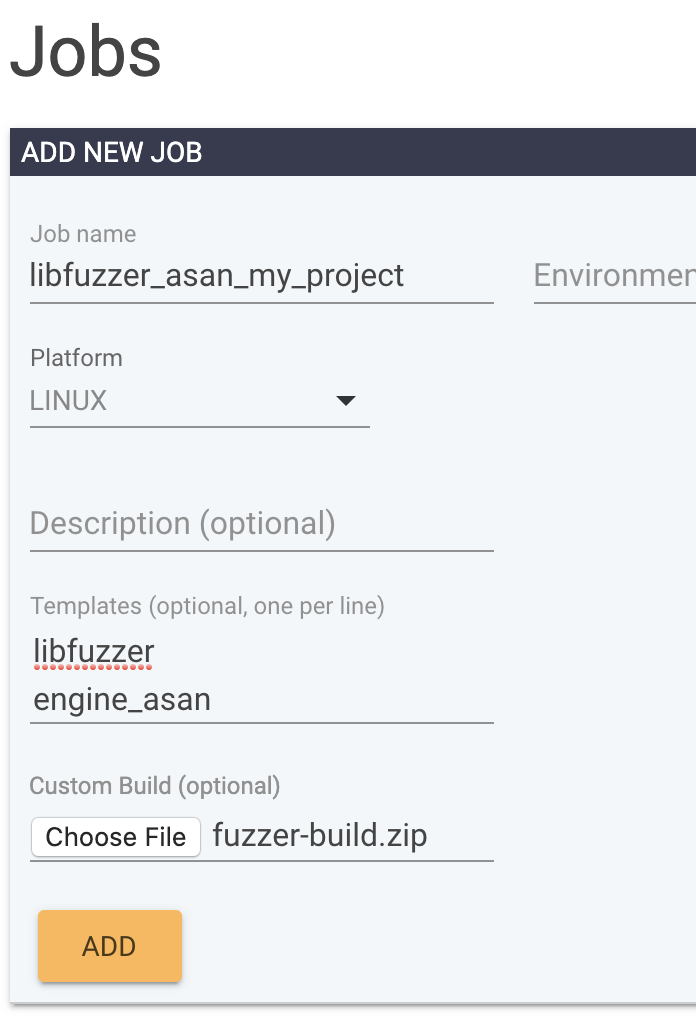 Jobs
ADD NEW JOB
Job name
libfuzzer_asan_my_project
Environmen
Platform
LINUX
Description (optional)
Templates (optional, one per line)
libfuzzer
engine_asan
Custom Build (optional)
Choose File fuzzer-build.zip
ADD